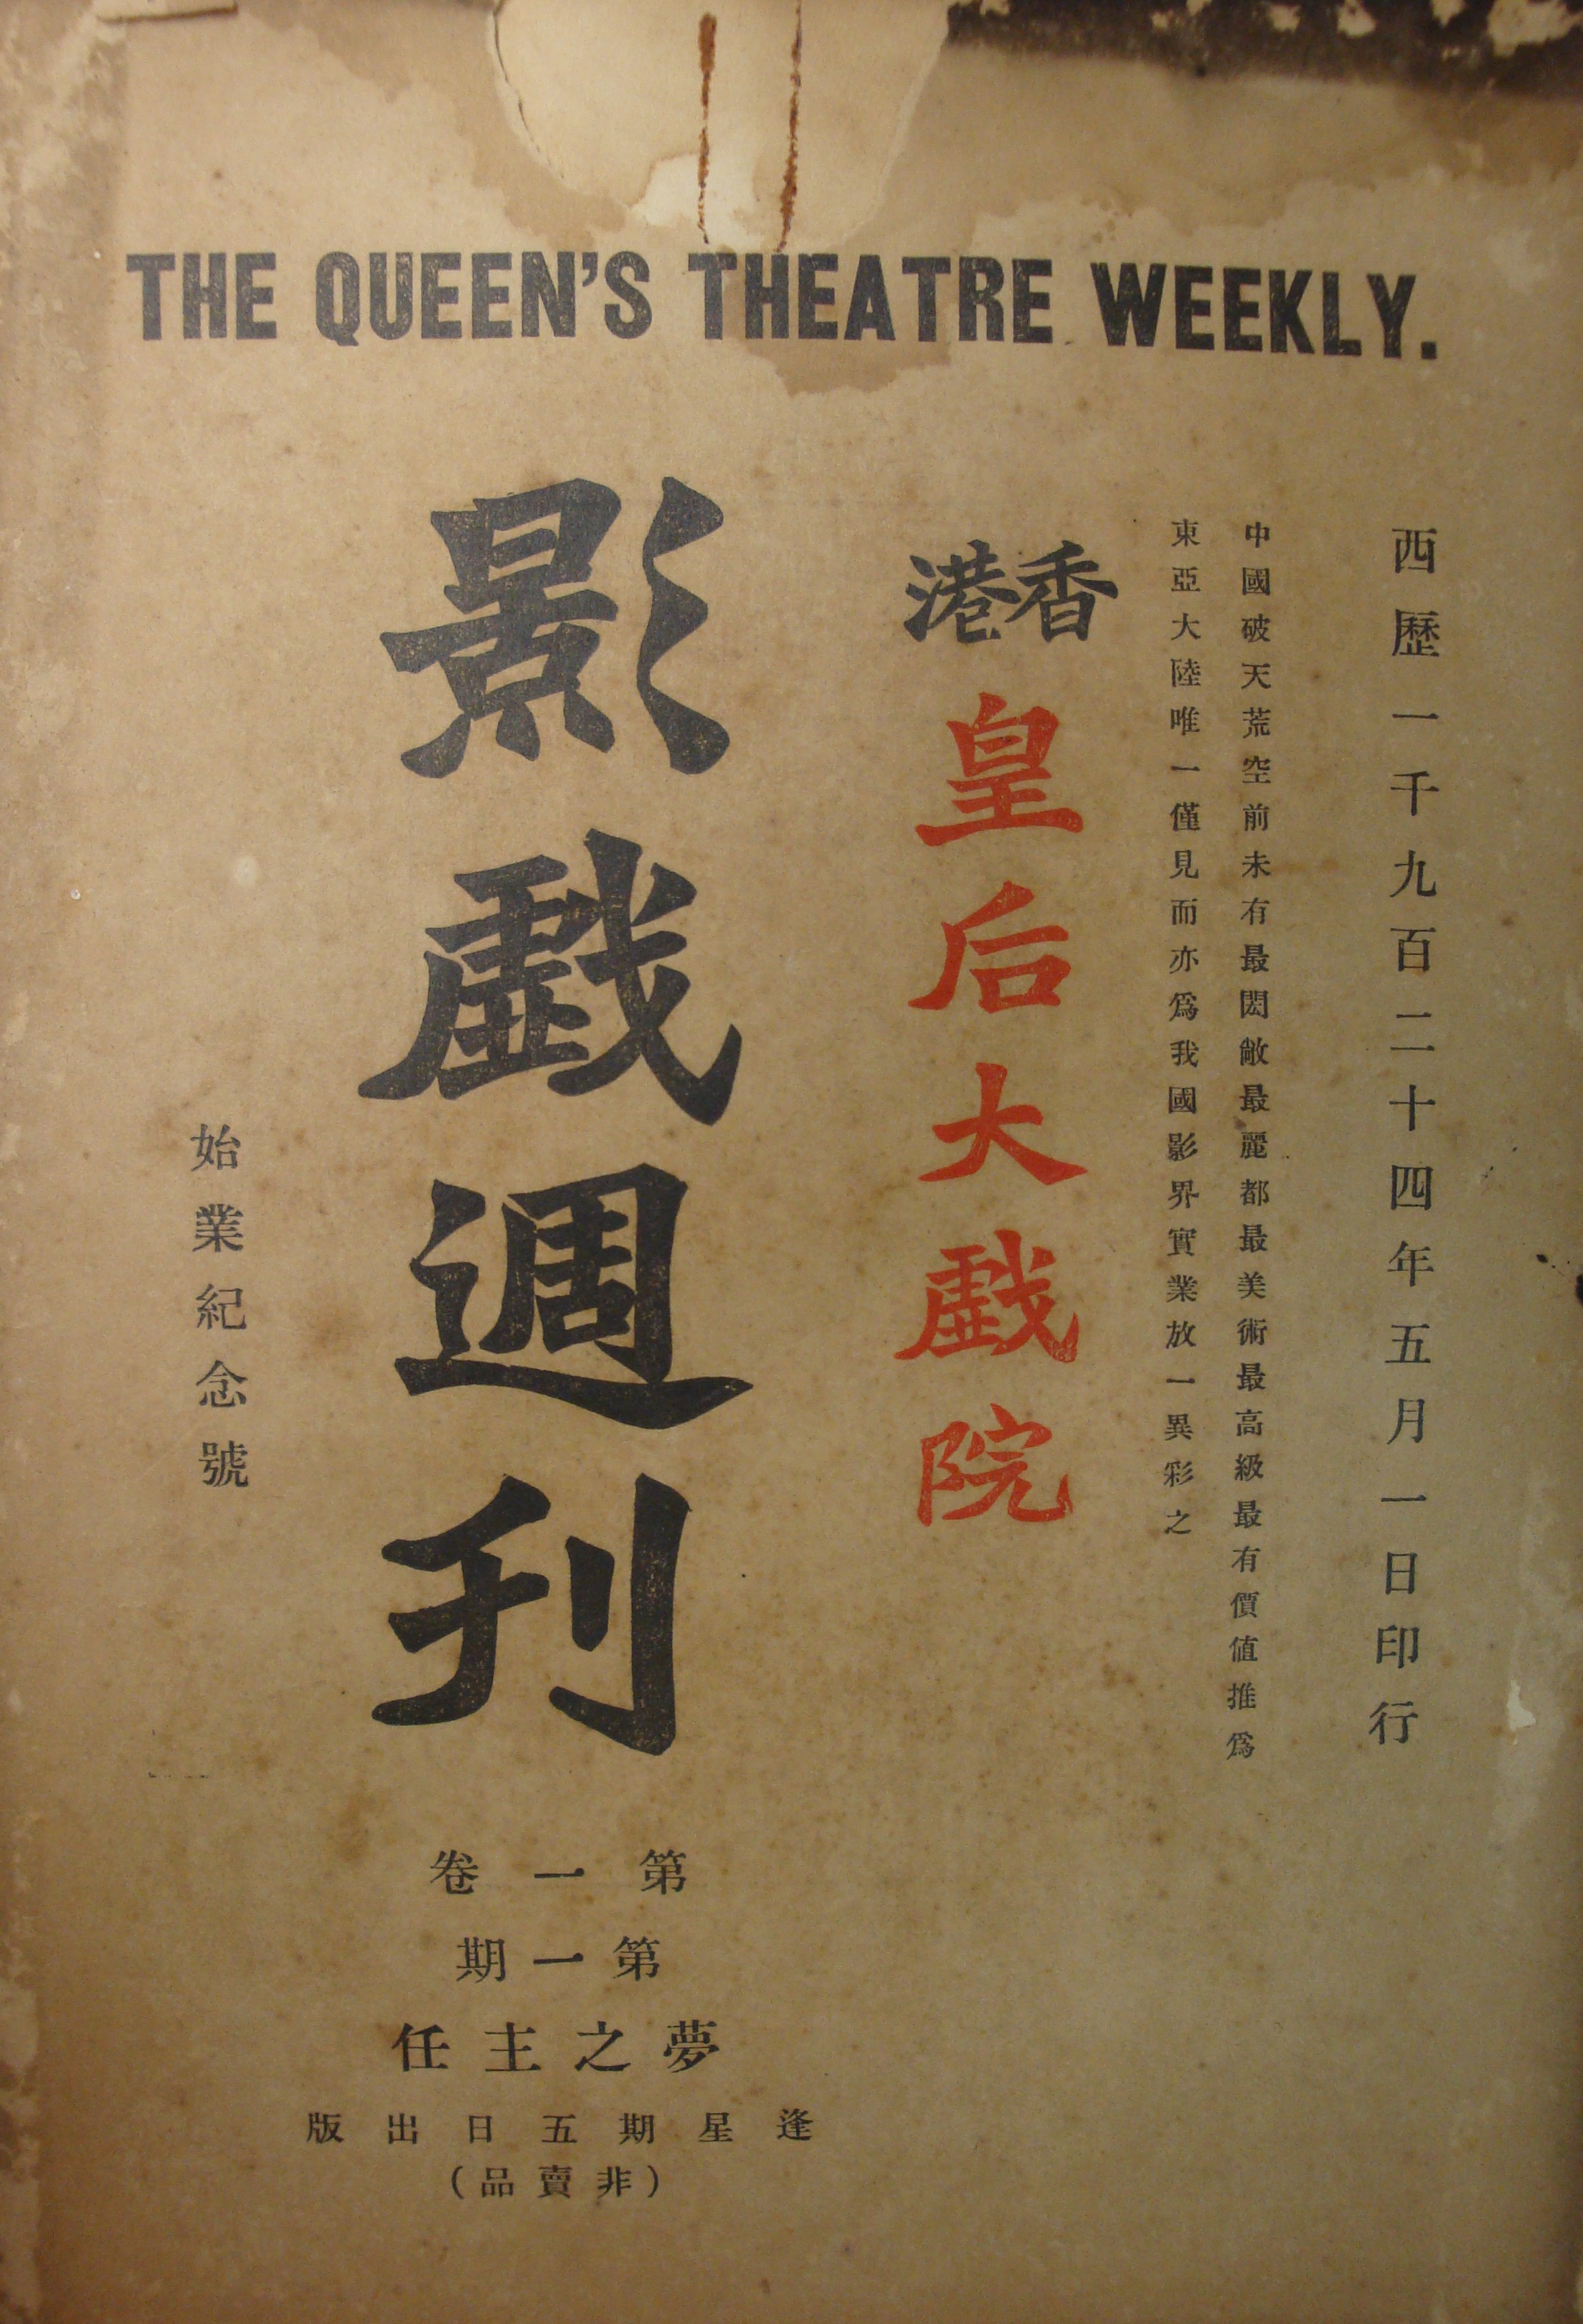 THE QUEEN'S THEATRE WEEKLY.
西歷一千九百二十四年五月一日印行
中國破天荒空前未有最閎敞最麗都最美術最高級最有價值推爲
東亞大陸唯一僅見而亦爲我國影界實業放一異彩之
香港
皇后大戲院
影戲週刊
始業紀念號
第一卷
第一期
夢之主任
逢星期五日出版
(非賣品)